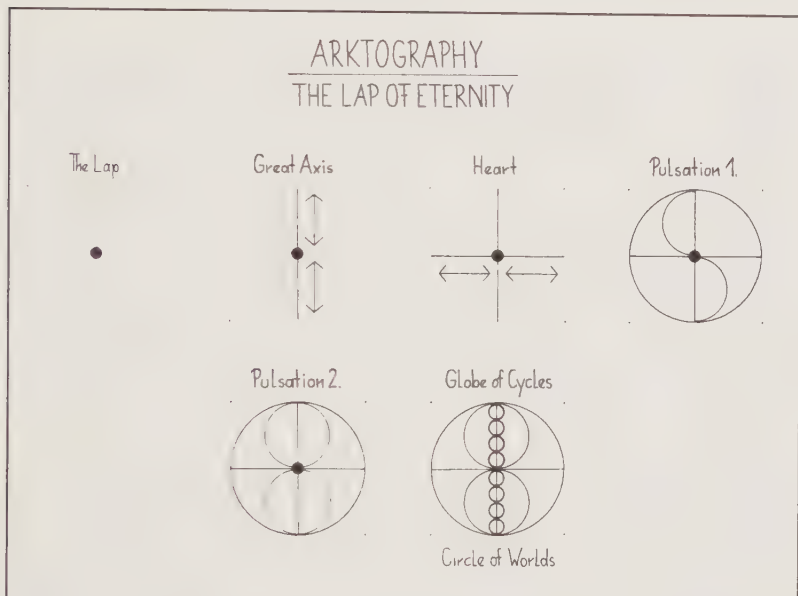 ARKTOGRAPHY
THE LAP OF ETERNITY
The Lap
Great Axis
Heart
Pulsation 1.
Pulsation 2.
Globe of Cycles
Circle of Worlds